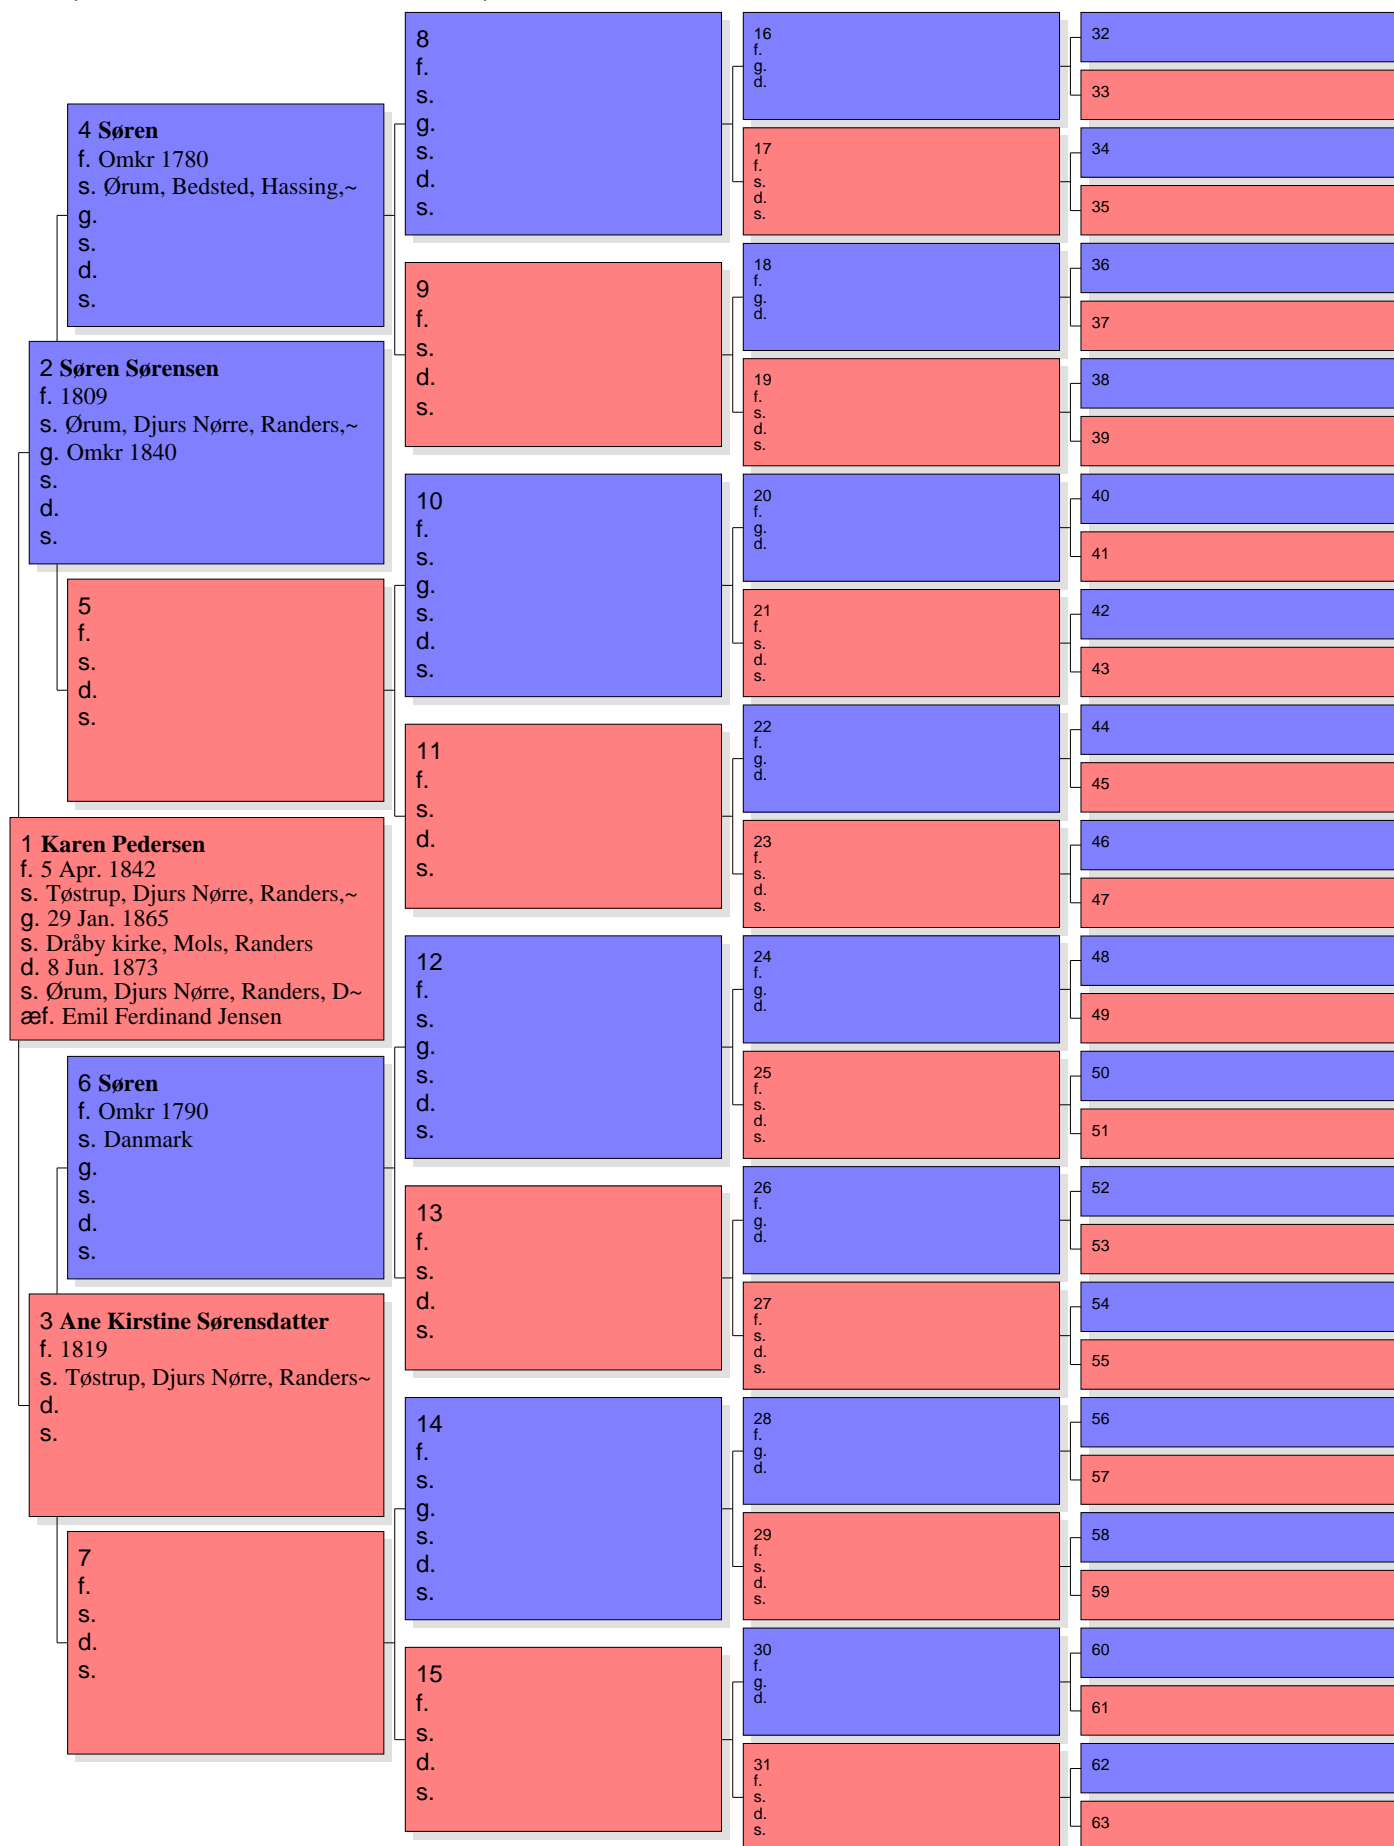 4 Søren
f. Omkr 1780
s. Ørum, Bedsted, Hassing,~
g.
s.
d.
s.
2 Søren Sørensen
f. 1809
s. Ørum, Djurs Nørre, Randers,~
g. Omkr 1840
s.
d.
s.
5
f.
s.
d.
s.
1 Karen Pedersen
f. 5 Apr. 1842
s. Tøstrup, Djurs Nørre, Randers,~
g. 29 Jan. 1865
s. Dråby kirke, Mols, Randers
d. 8 Jun. 1873
s. Ørum, Djurs Nørre, Randers, D~
æf. Emil Ferdinand Jensen
6 Søren
f. Omkr 1790
s. Danmark
g.
s.
d.
s.
3 Ane Kirstine Sørensdatter
f. 1819
s. Tøstrup, Djurs Nørre, Randers~
d.
s.
7
f.
s.
d.
s.
8
f.
s.
g.
s.
d.
s.
9
f.
s.
d.
s.
10
f.
s.
g.
s.
d.
s.
11
f.
s.
d.
s.
12
f.
s.
g.
s.
d.
s.
13
f.
s.
d.
s.
14
f.
s.
g.
s.
d.
s.
15
f.
s.
d.
s.
16
f.
g.
d.
17
f.
s.
d.
s.
18
f.
g.
d.
19
f.
s.
d.
s.
20
f.
g.
d.
21
f.
s.
d.
s.
22
f.
g.
d.
23
f.
s.
d.
s.
24
f.
g.
d.
25
f.
s.
d.
s.
26
f.
g.
d.
27
f.
s.
d.
s.
28
f.
g.
d.
29
f.
s.
d.
s.
30
f.
g.
d.
31
f.
s.
d.
s.
32
33
34
35
36
37
38
39
40
41
42
43
44
45
46
47
48
49
50
51
52
53
54
55
56
57
58
59
60
61
62
63